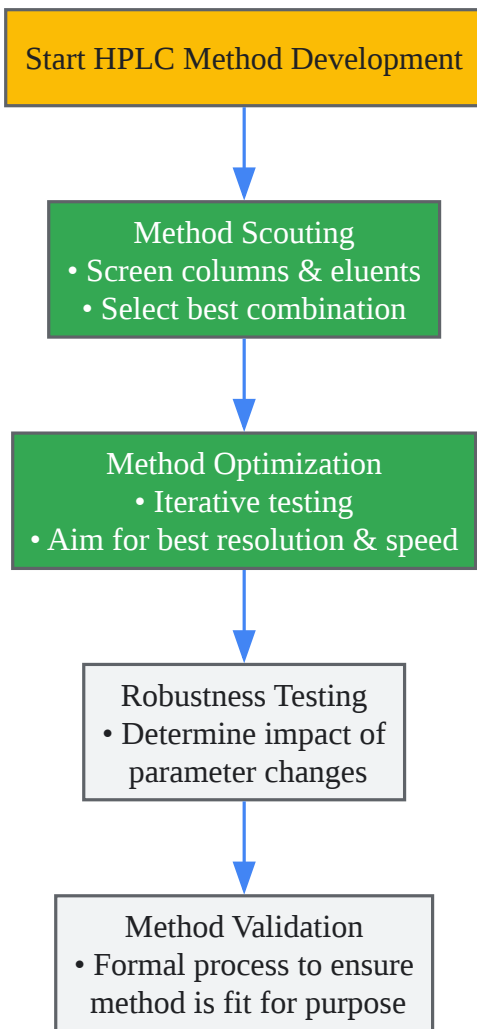 Start HPLC Method Development
Method Scouting
• Screen columns & eluents
• Select best combination
Method Optimization
• Iterative testing
• Aim for best resolution & speed
Robustness Testing
• Determine impact of
parameter changes
Method Validation
• Formal process to ensure
method is fit for purpose